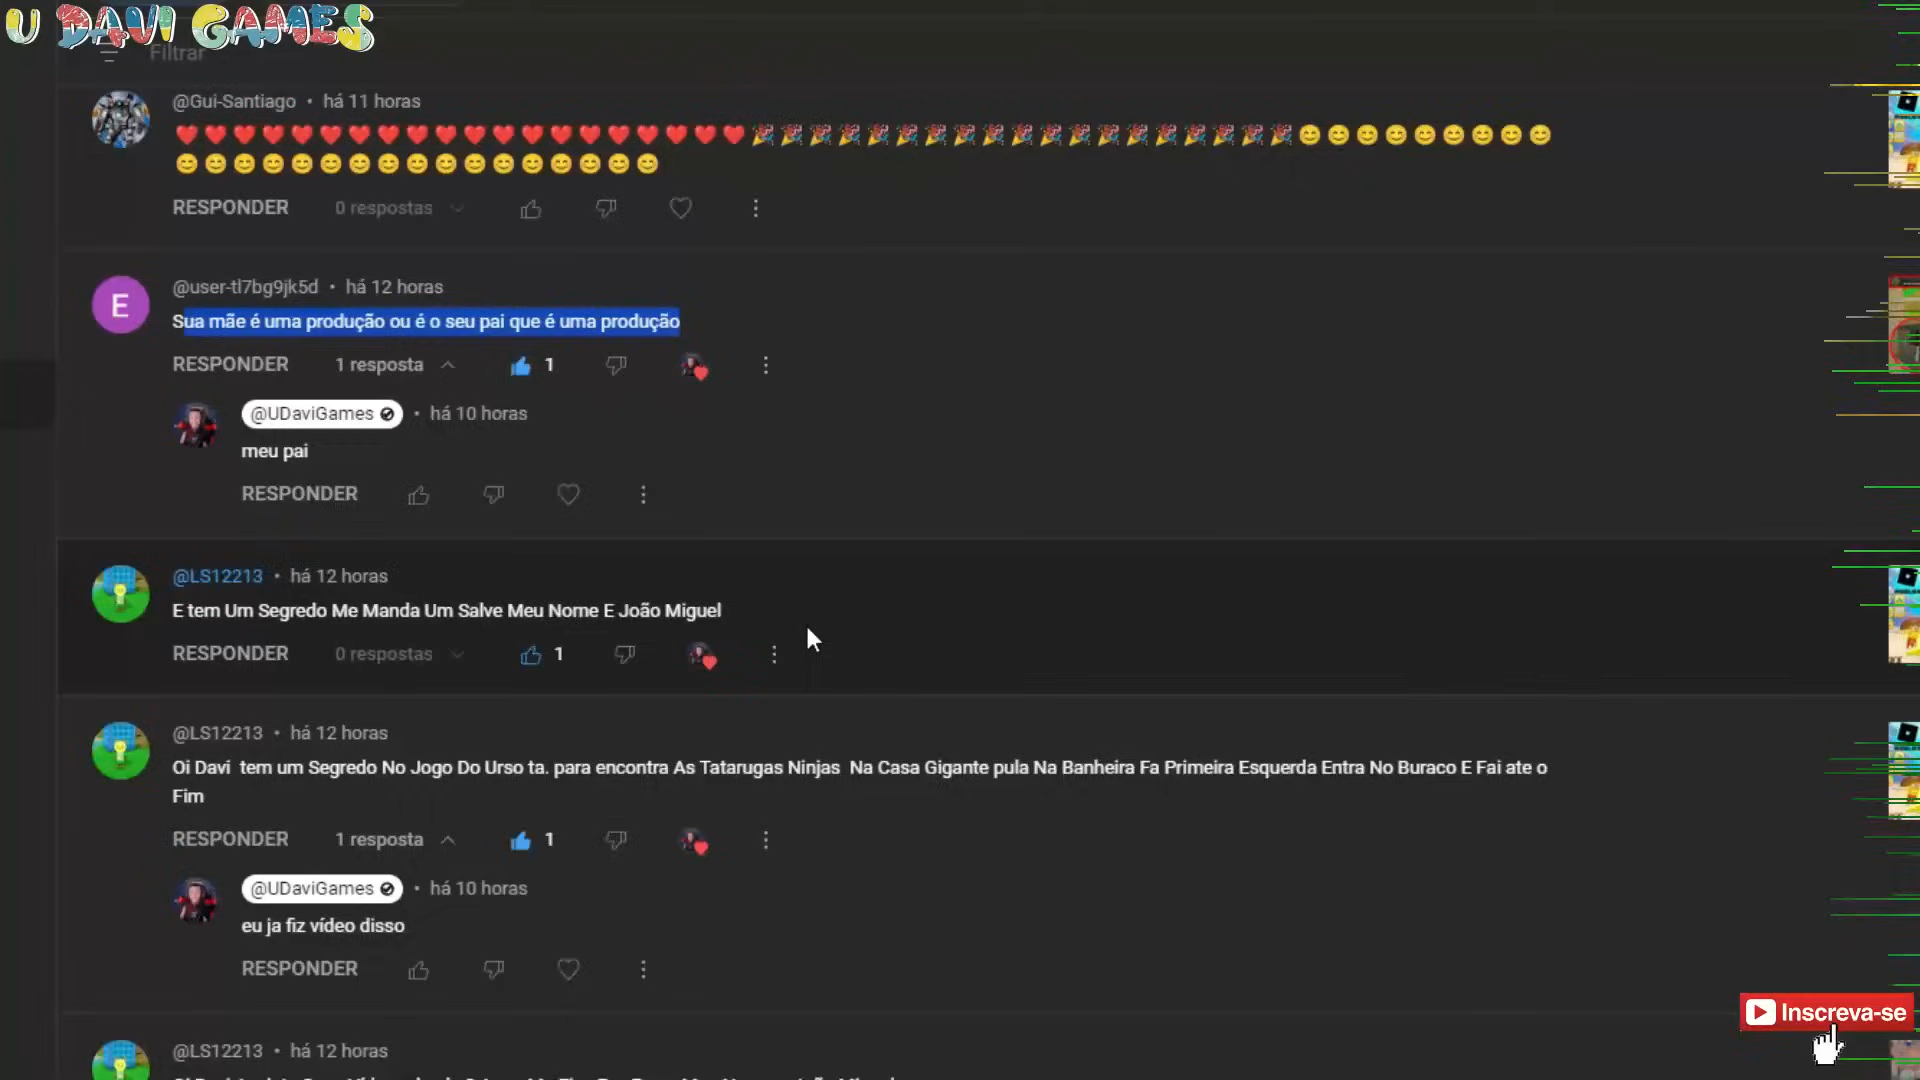 U DAVI GAMES
Filtrar
@Gui-Santiago • há 11 horas
RESPONDER 0 respostas
E
@user-tl7bg9jk5d • há 12 horas
Sua mãe é uma produção ou é o seu pai que é uma produção
RESPONDER 1 resposta 1
@UDaviGames • há 10 horas
meu pai
RESPONDER
@LS12213 • há 12 horas
E tem Um Segredo Me Manda Um Salve Meu Nome E João Miguel
RESPONDER 0 respostas 1
@LS12213 • há 12 horas
Oi Davi tem um Segredo No Jogo Do Urso ta. para encontra As Tatarugas Ninjas Na Casa Gigante pula Na Banheira Fa Primeira Esquerda Entra No Buraco E Fai ate o
Fim
RESPONDER 1 resposta 1
@UDaviGames • há 10 horas
eu ja fiz vídeo disso
RESPONDER
Inscreva-se
@LS12213 • há 12 horas